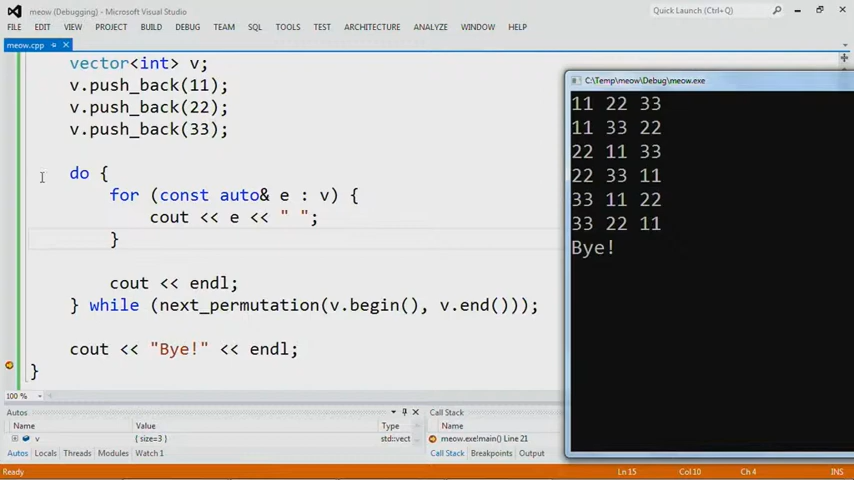 meow (Debugging) - Microsoft Visual Studio
Quick Launch (Ctrl+Q)
FILE EDIT VIEW PROJECT BUILD DEBUG TEAM SQL TOOLS TEST ARCHITECTURE ANALYZE WINDOW HELP
meow.cpp
vector<int> v;
v.push_back(11);
v.push_back(22);
v.push_back(33);
do {
for (const auto& e : v) {
cout << e << " ";
}
cout << endl;
} while (next_permutation(v.begin(), v.end()));
cout << "Bye!" << endl;
}
C:\Temp\meow\Debug\meow.exe
11 22 33
11 33 22
22 11 33
22 33 11
33 11 22
33 22 11
Bye!
100 %
Autos
Name Value Type
v { size=3 } std::vect
Autos Locals Threads Modules Watch 1
Call Stack
Name
meow.exe!main() Line 21
Call Stack Breakpoints Output
Ready Ln 15 Col 10 Ch 4